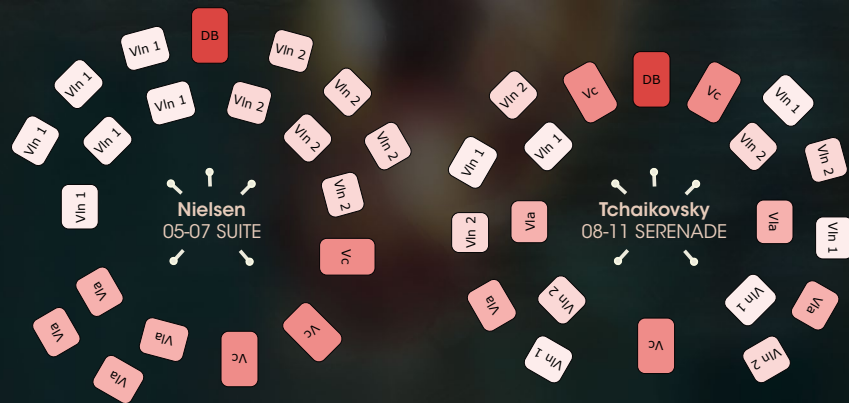 DB
Vln 1
Vln 2
Vln 1
Vln 2
Vln 1
Vln 2
Vln 1
Vln 1
Vln 2
Vln 2
Vln 1
Vln 2
Vc
Vla
Vla
Vla
Vla
Vc
Vc
Nielsen
05-07 SUITE
DB
Vc
Vc
Vln 2
Vln 1
Vln 1
Vln 2
Vln 1
Vln 2
Vln 2
Vla
Vla
Vln 1
Vla
Vln 2
Vln 1
Vla
Vln 1
Vc
Vln 2
Tchaikovsky
08-11 SERENADE